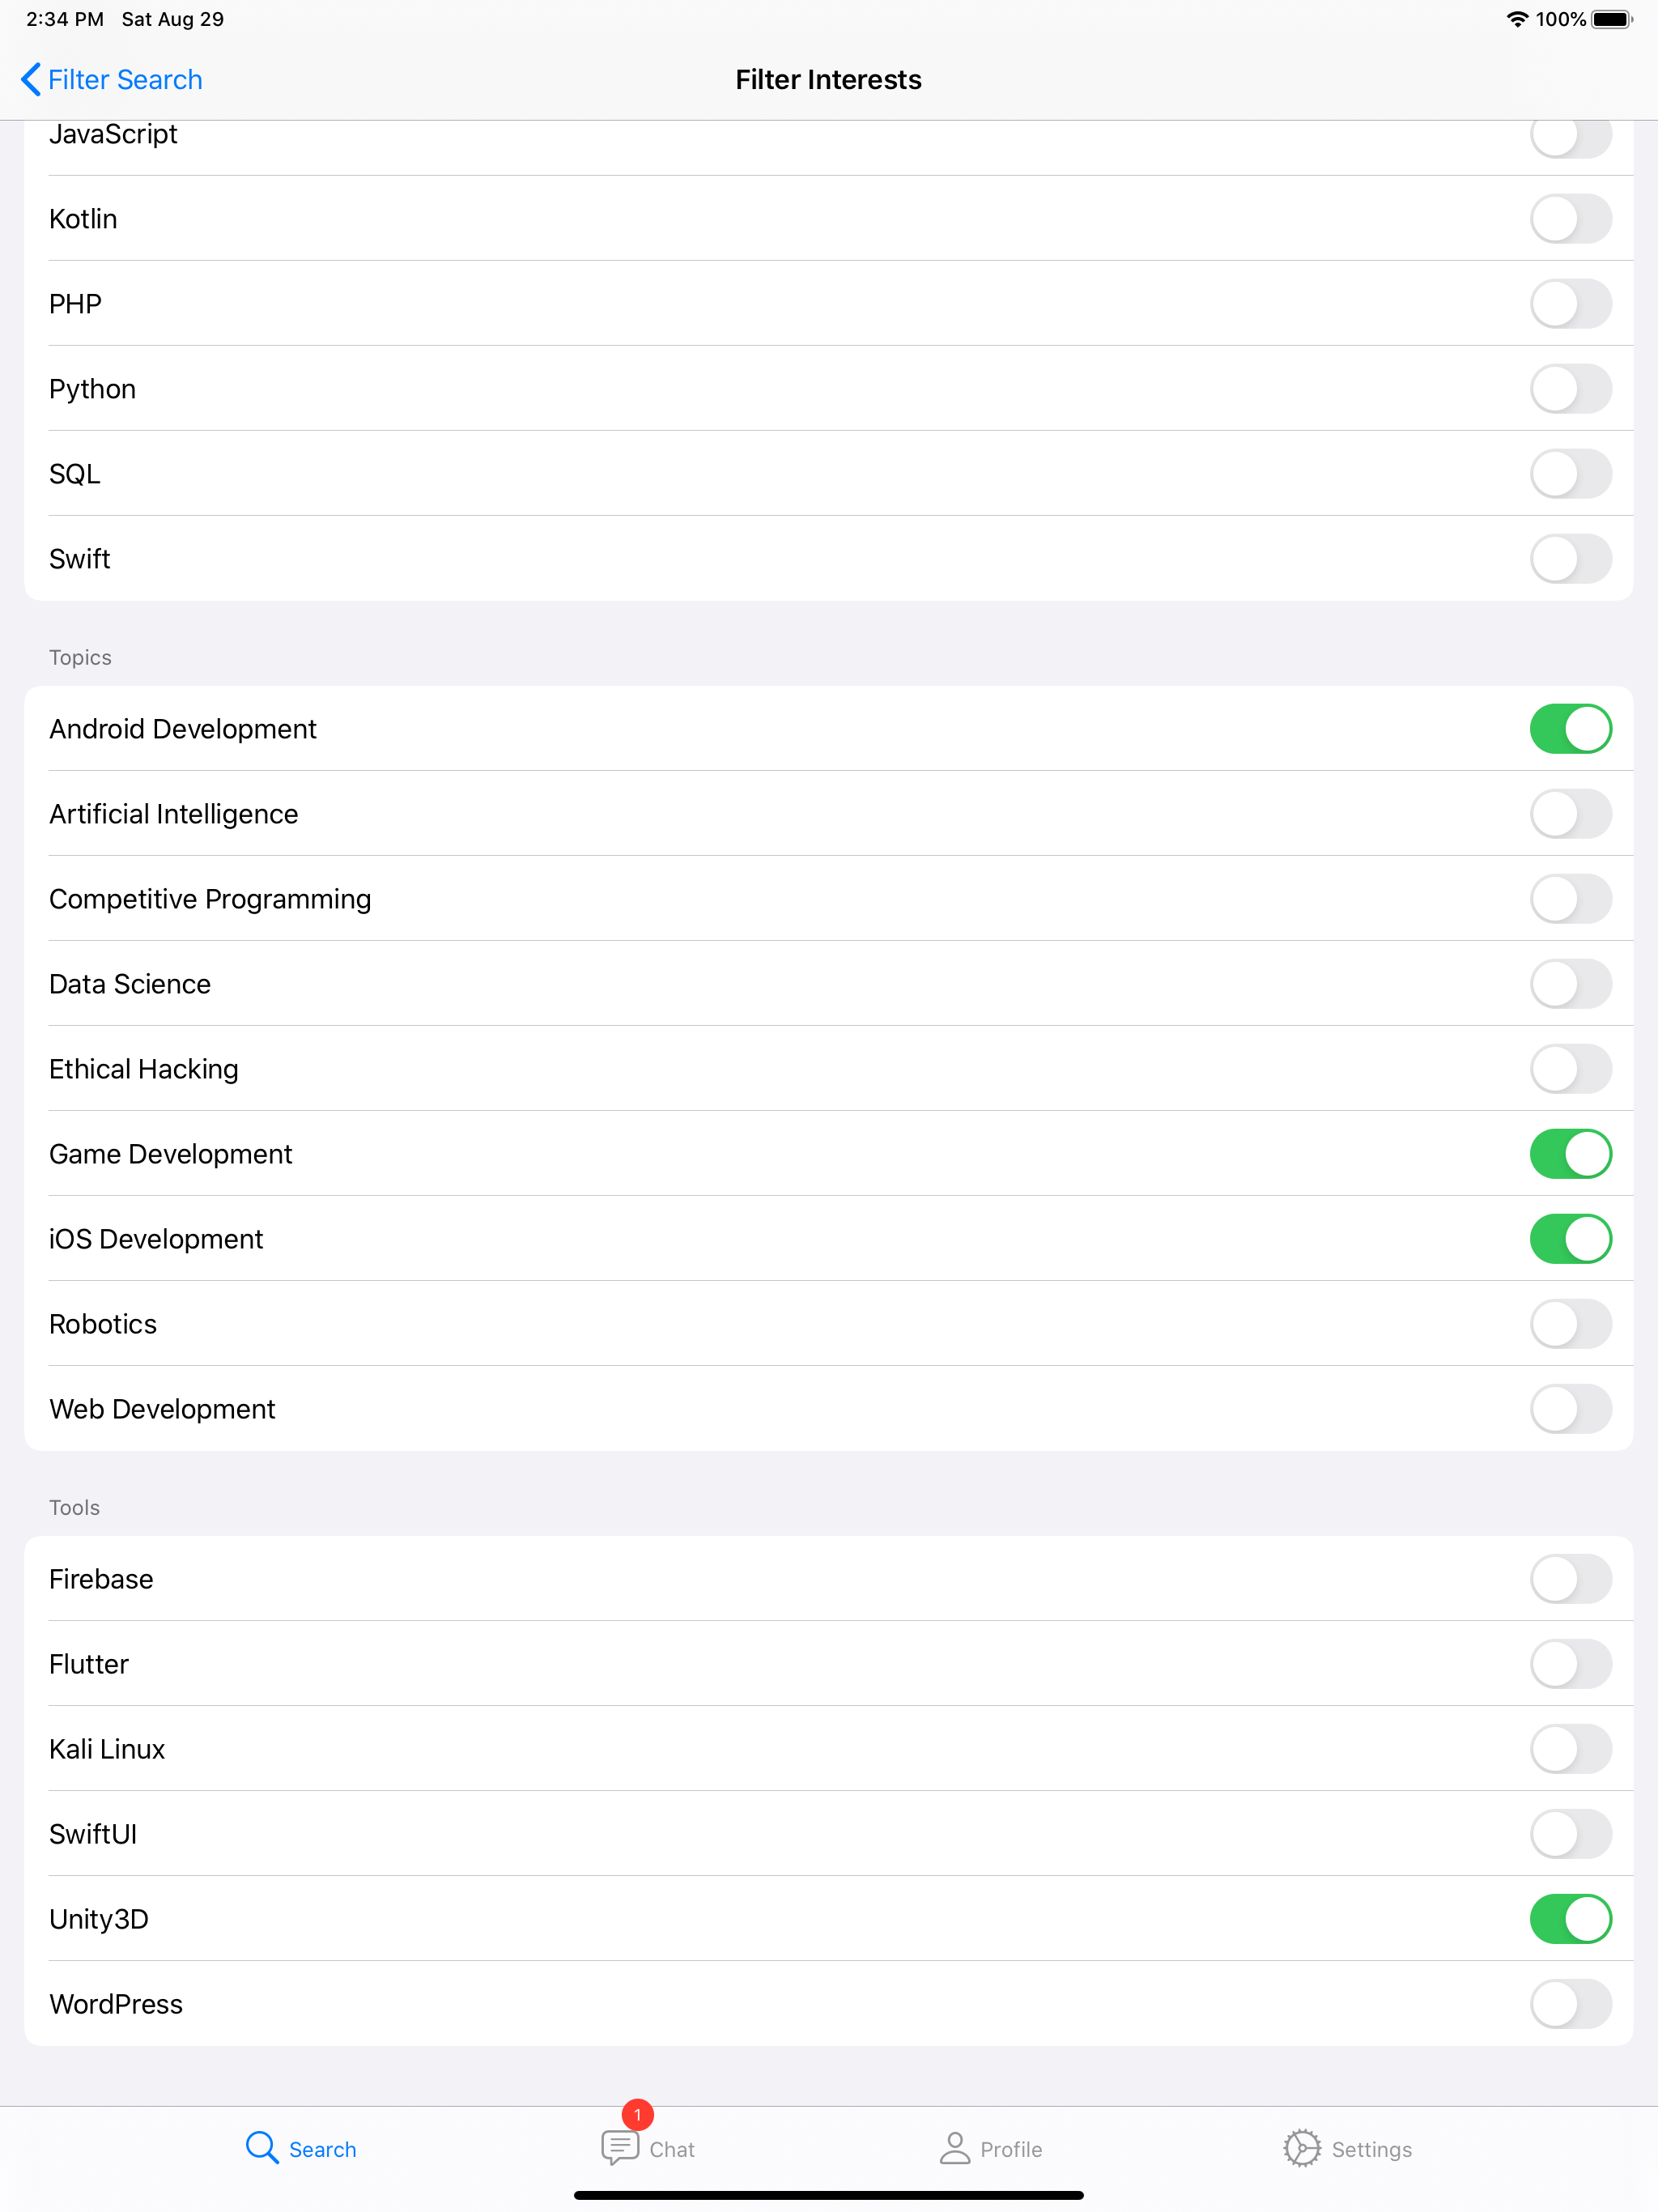 2:34 PM Sat Aug 29 100%
Filter Search Filter Interests
JavaScript
Kotlin
PHP
Python
SQL
Swift
Topics
Android Development
Artificial Intelligence
Competitive Programming
Data Science
Ethical Hacking
Game Development
iOS Development
Robotics
Web Development
Tools
Firebase
Flutter
Kali Linux
SwiftUI
Unity3D
WordPress
1
Search Chat Profile Settings